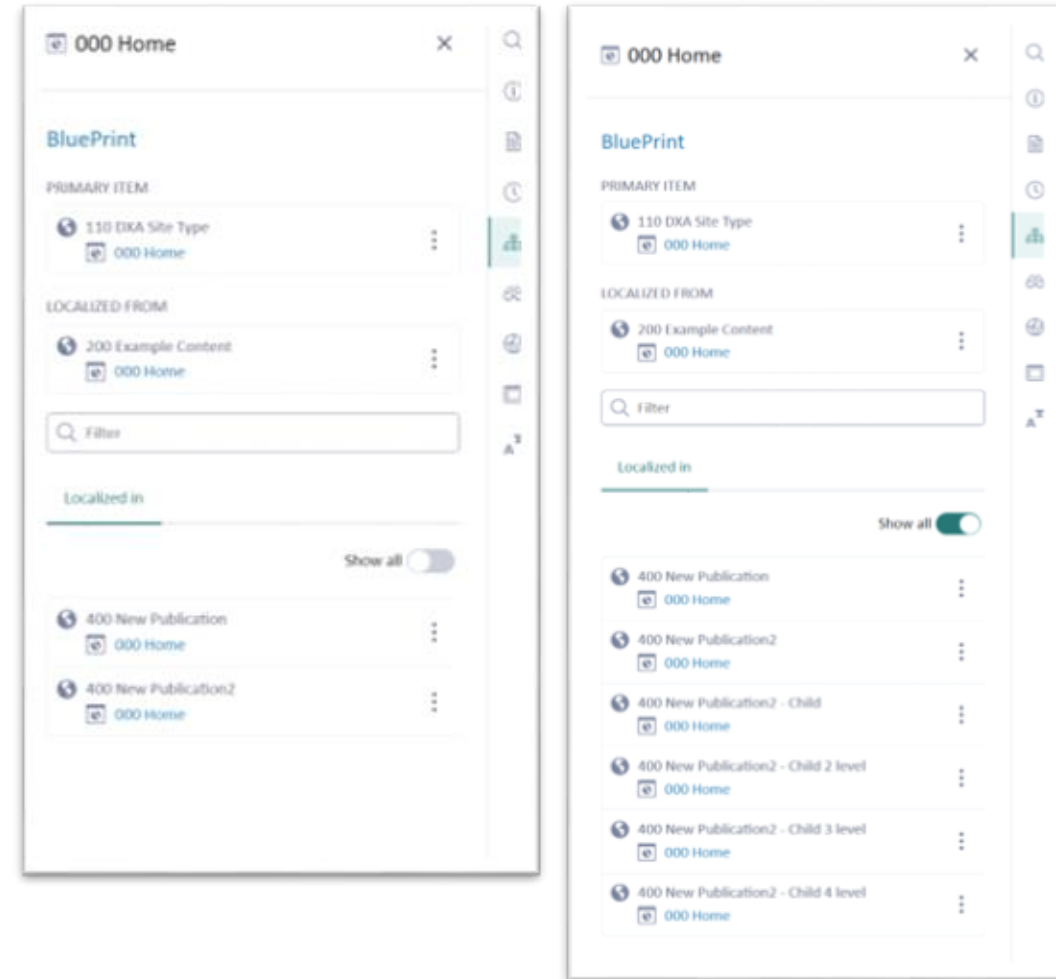 000 Home
BluePrint
PRIMARY ITEM
110 DXA Site Type
000 Home
LOCALIZED FROM
200 Example Content
000 Home
Filter
Localized in
Show all
400 New Publication
000 Home
400 New Publication2
000 Home
000 Home
BluePrint
PRIMARY ITEM
110 DXA Site Type
000 Home
LOCALIZED FROM
200 Example Content
000 Home
Filter
Localized in
Show all
400 New Publication
000 Home
400 New Publication2
000 Home
400 New Publication2 - Child
000 Home
400 New Publication2 - Child 2 level
000 Home
400 New Publication2 - Child 3 level
000 Home
400 New Publication2 - Child 4 level
000 Home